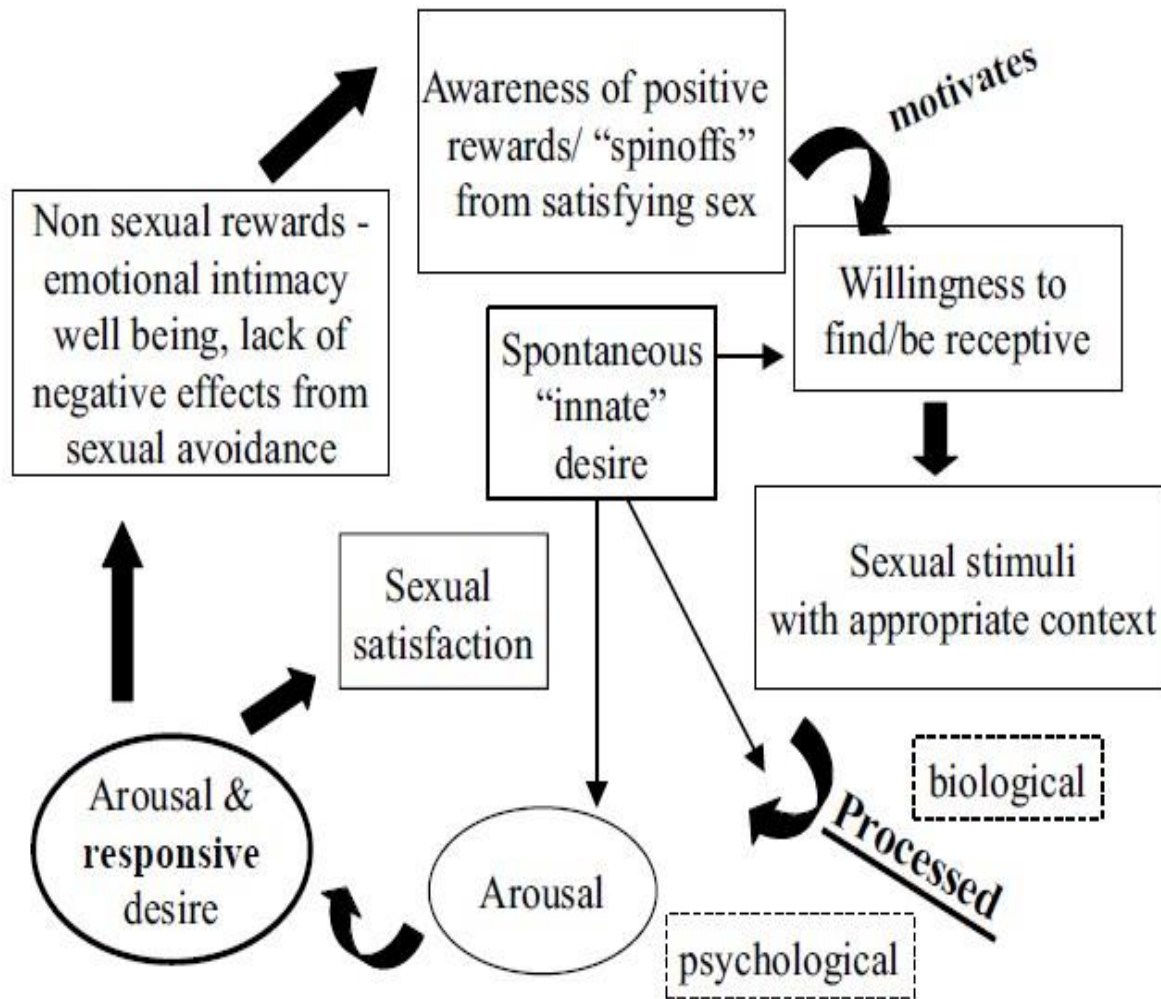 Awareness of positive
rewards/ “spinoffs”
from satisfying sex
motivates
Non sexual rewards -
emotional intimacy
well being, lack of
negative effects from
sexual avoidance
Willingness to
find/be receptive
Spontaneous
“innate”
desire
Sexual stimuli
with appropriate context
Sexual
satisfaction
biological
Processed
Arousal &
responsive
desire
Arousal
psychological